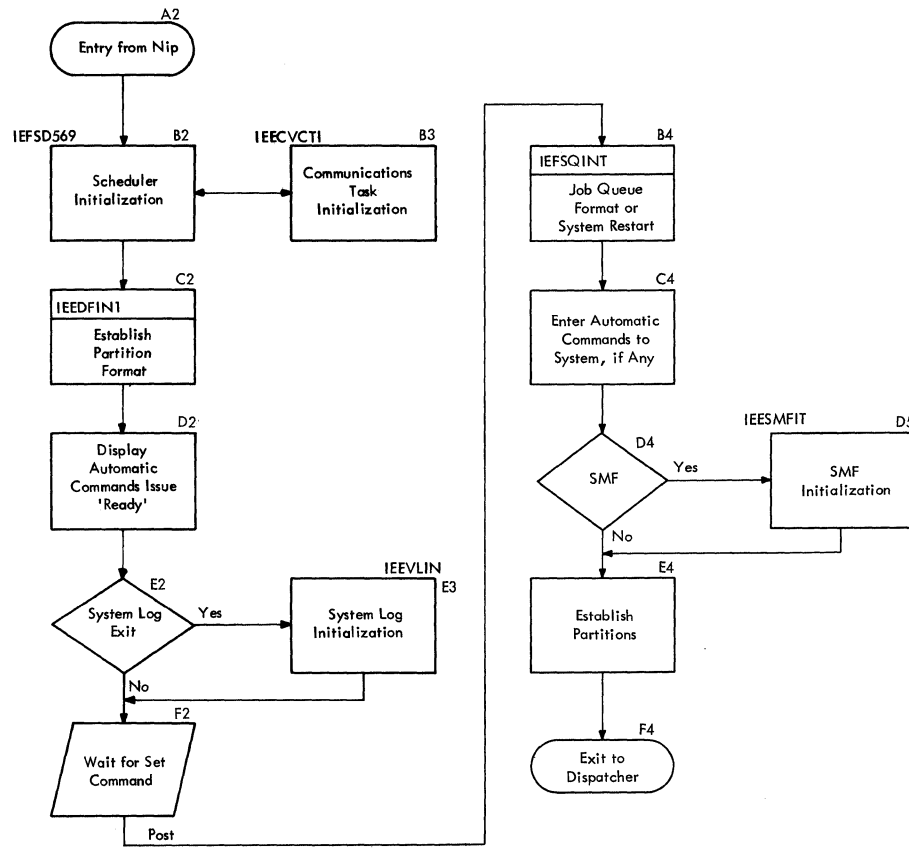 A2
Entry from Nip
IEFSD569
B2
Scheduler
Initialization
IEECVCTI
B3
Communications
Task
Initialization
C2
IEEDFIN1
Establish
Partition
Format
D2
Display
Automatic
Commands Issue
'Ready'
E2
System Log
Exit
Yes
IEEVLIN
E3
System Log
Initialization
No
F2
Wait for Set
Command
Post
B4
IEFSQINT
Job Queue
Format or
System Restart
C4
Enter Automatic
Commands to
System, if Any
D4
SMF
Yes
IEESMFIT
D5
SMF
Initialization
No
E4
Establish
Partitions
F4
Exit to
Dispatcher